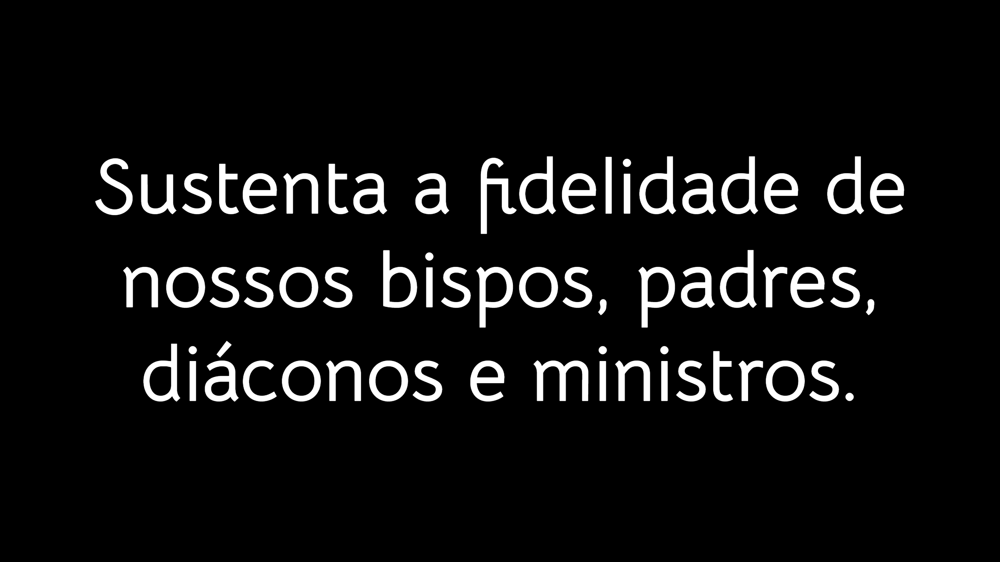 Sustenta a fidelidade de
nossos bispos, padres,
diáconos e ministros.